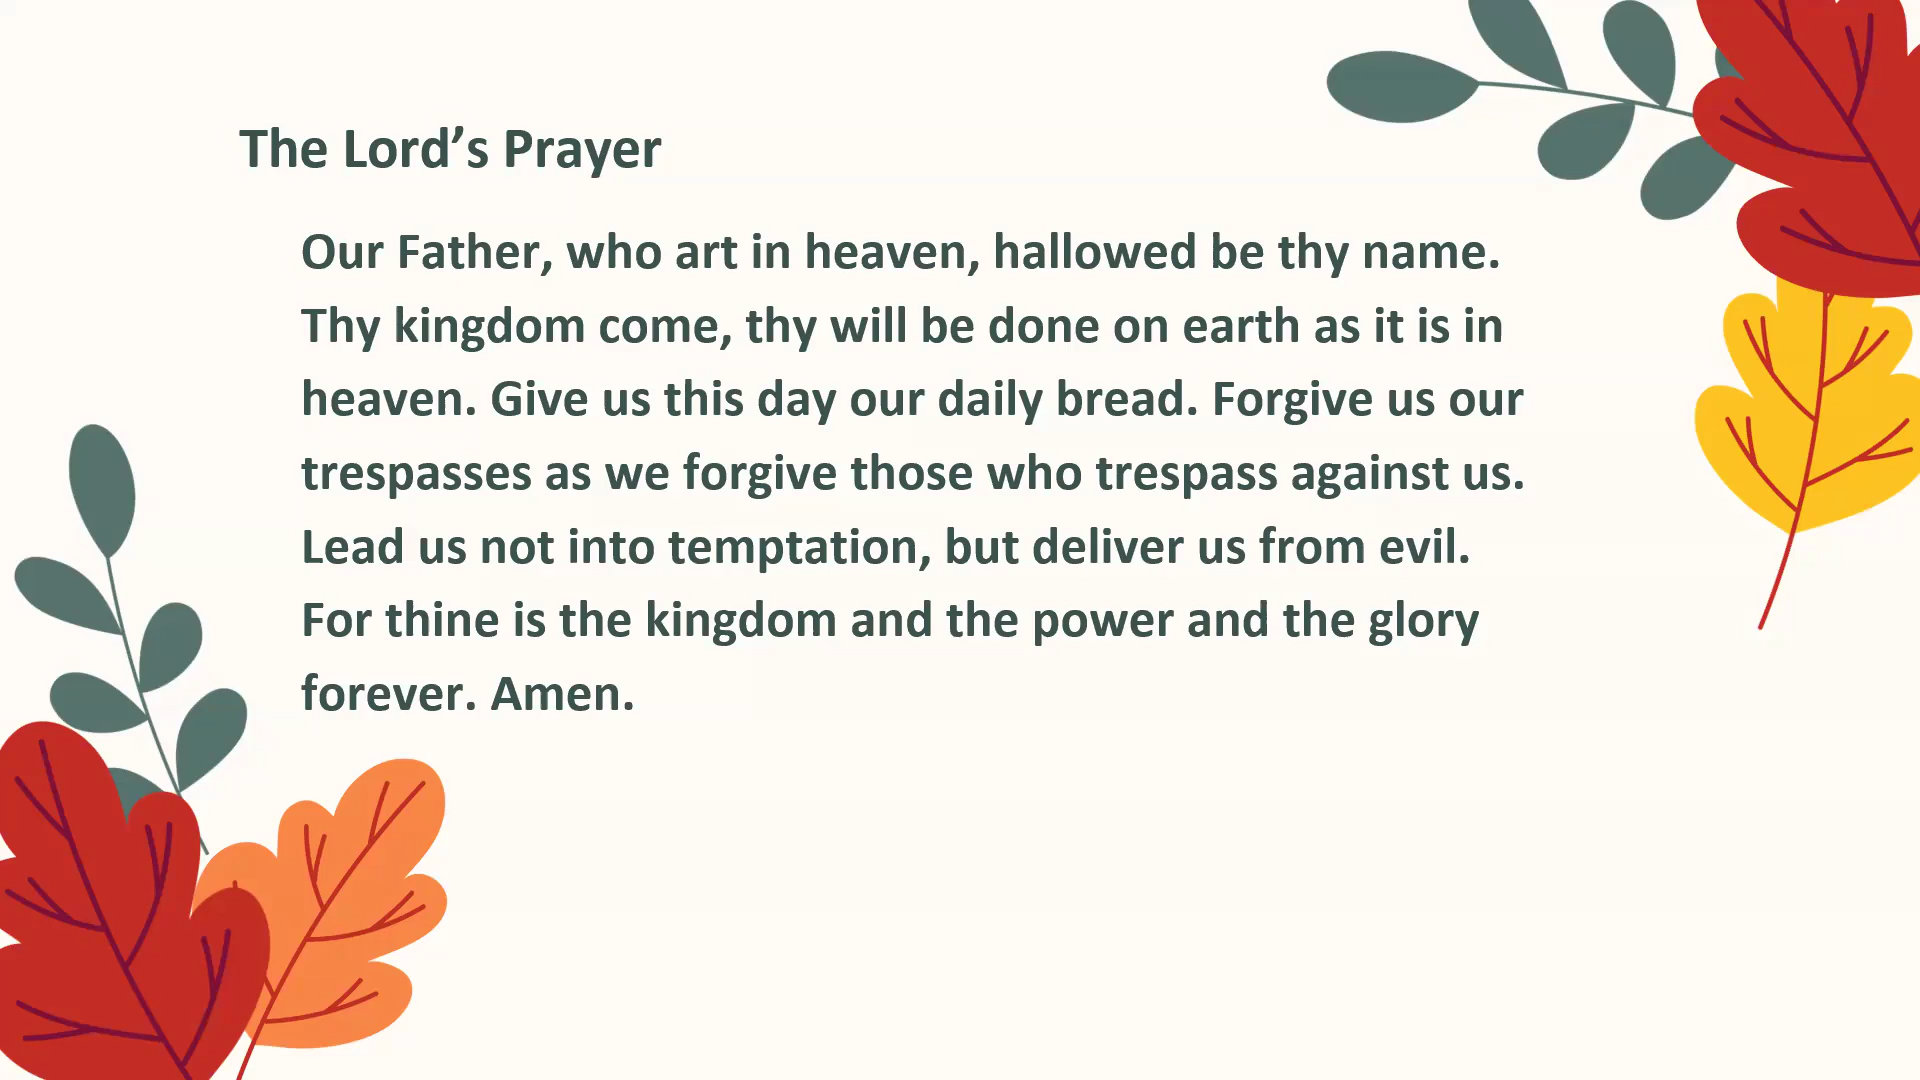 The Lord’s Prayer
Our Father, who art in heaven, hallowed be thy name.
Thy kingdom come, thy will be done on earth as it is in
heaven. Give us this day our daily bread. Forgive us our
trespasses as we forgive those who trespass against us.
Lead us not into temptation, but deliver us from evil.
For thine is the kingdom and the power and the glory
forever. Amen.